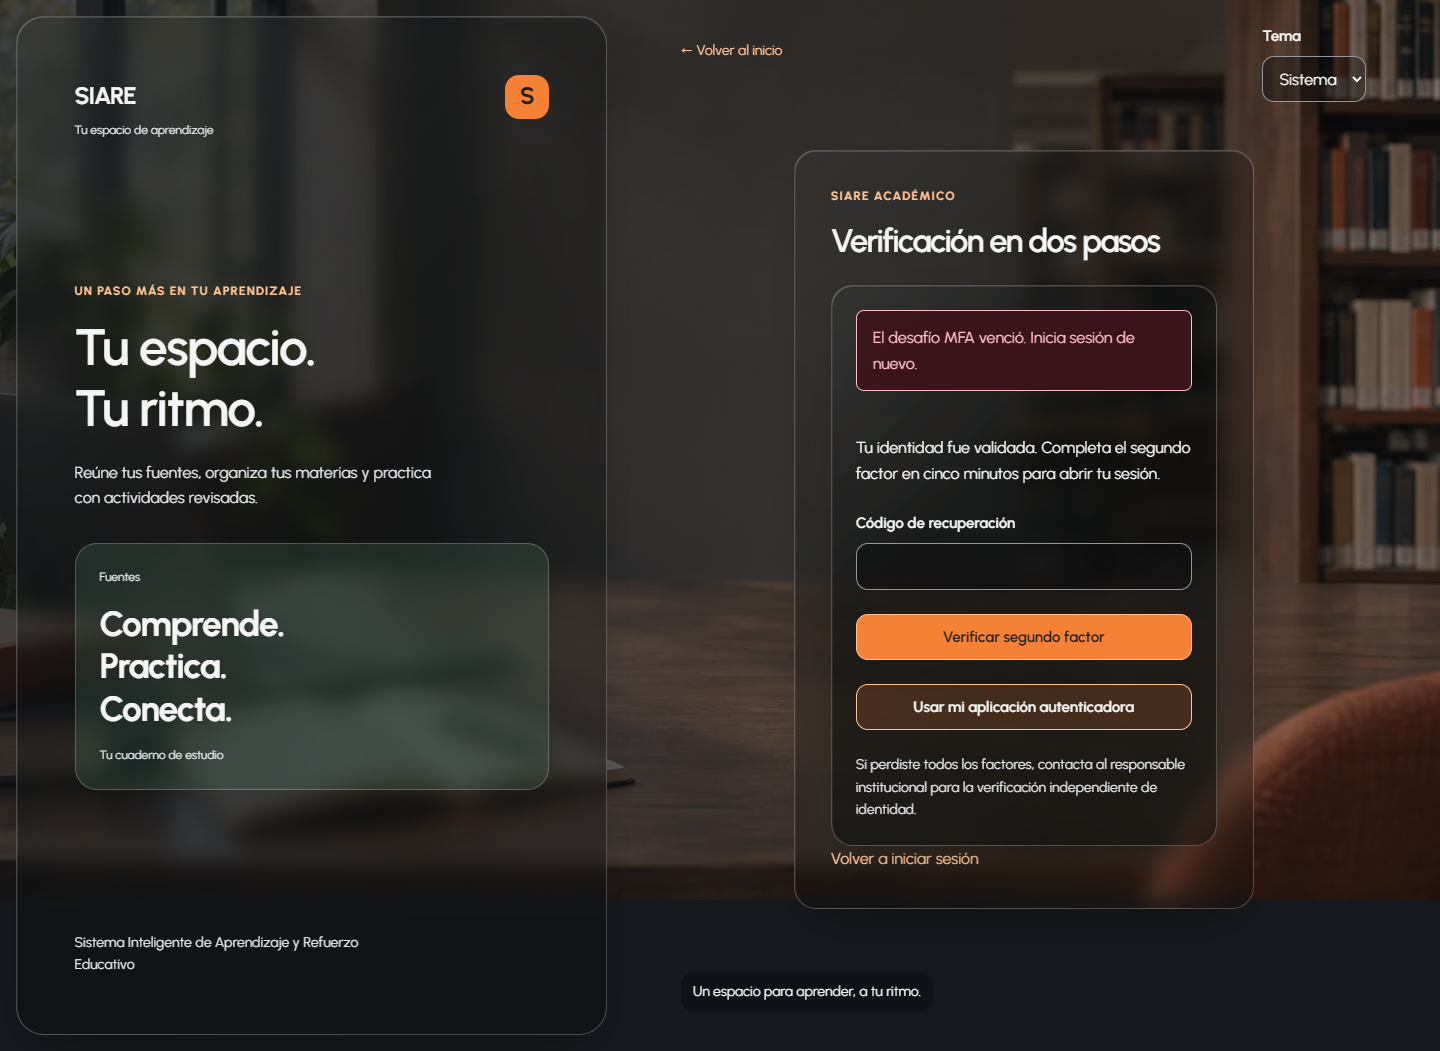 SIARE
S
Tu espacio de aprendizaje
UN PASO MÁS EN TU APRENDIZAJE
Tu espacio.
Tu ritmo.
Reúne tus fuentes, organiza tus materias y practica
con actividades revisadas.
Fuentes
Comprende.
Practica.
Conecta.
Tu cuaderno de estudio
Sistema Inteligente de Aprendizaje y Refuerzo
Educativo
← Volver al inicio
Tema
Sistema
SIARE ACADÉMICO
Verificación en dos pasos
El desafío MFA venció. Inicia sesión de
nuevo.
Tu identidad fue validada. Completa el segundo
factor en cinco minutos para abrir tu sesión.
Código de recuperación
Verificar segundo factor
Usar mi aplicación autenticadora
Si perdiste todos los factores, contacta al responsable
institucional para la verificación independiente de
identidad.
Volver a iniciar sesión
Un espacio para aprender, a tu ritmo.